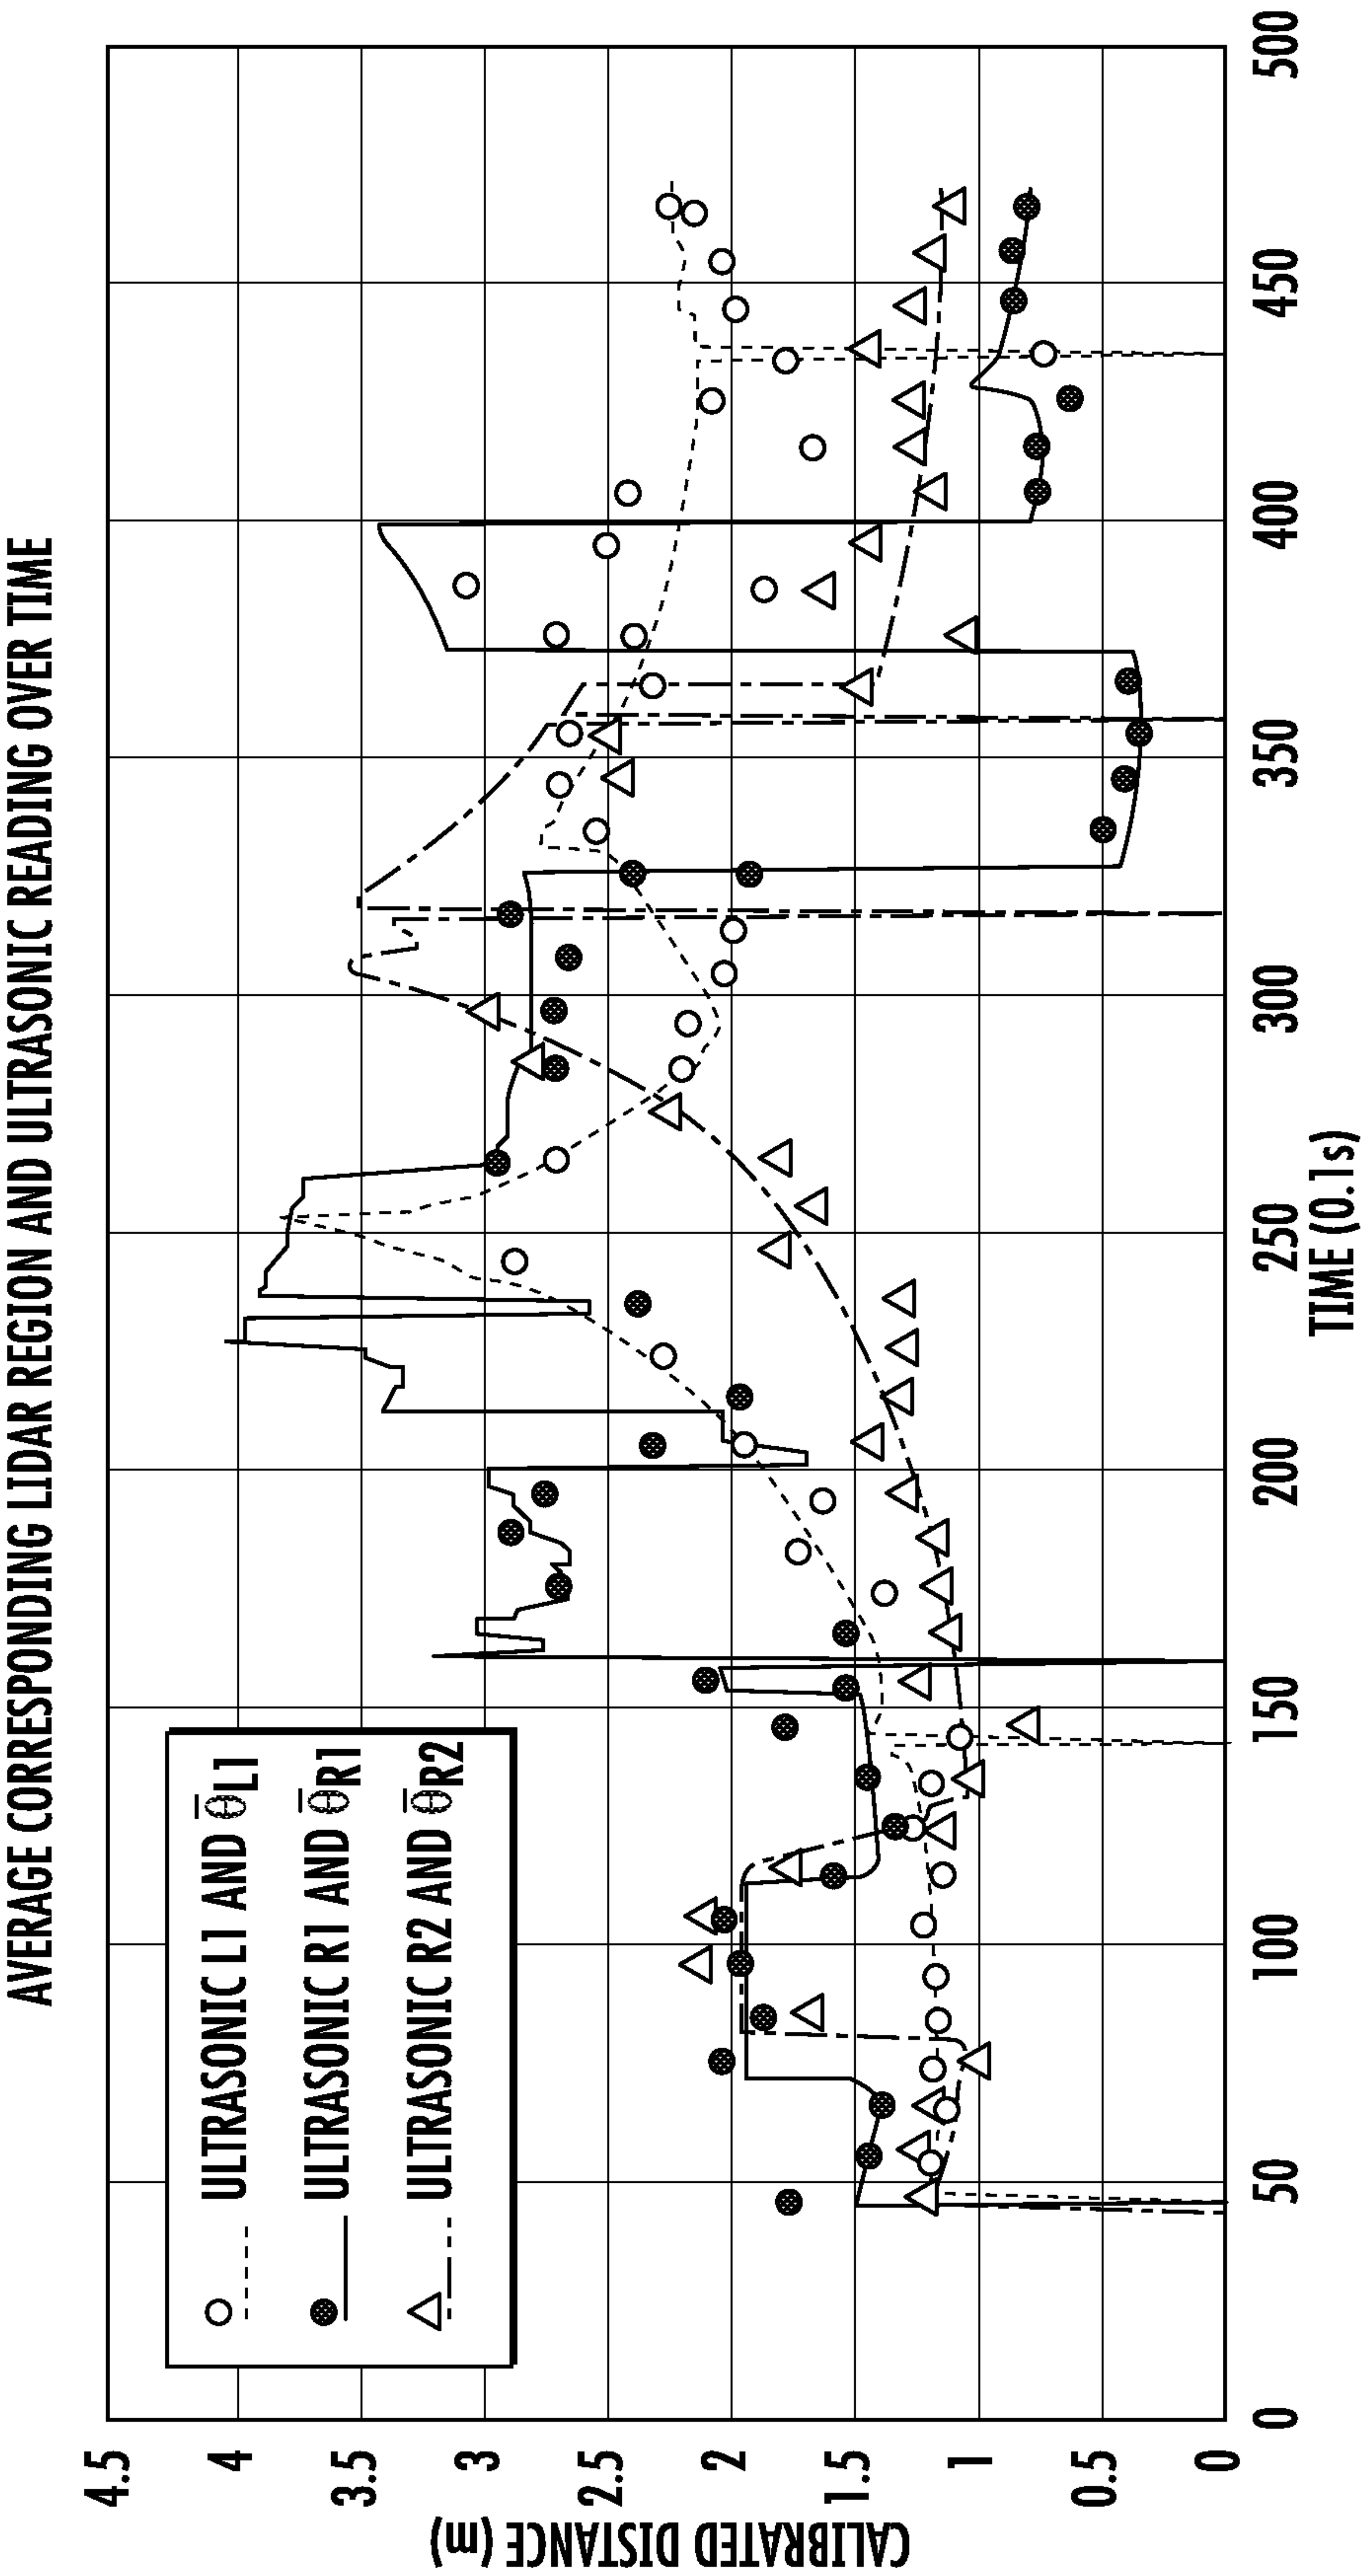 AVERAGE CORRESPONDING LIDAR REGION AND ULTRASONIC READING OVER TIME
ULTRASONIC L1 AND θ̅L1
ULTRASONIC R1 AND θ̅R1
ULTRASONIC R2 AND θ̅R2
CALIBRATED DISTANCE (m)
4.5
4
3.5
3
2.5
2
1.5
1
0.5
0
0 50 100 150 200 250 300 350 400 450 500
TIME (0.1s)